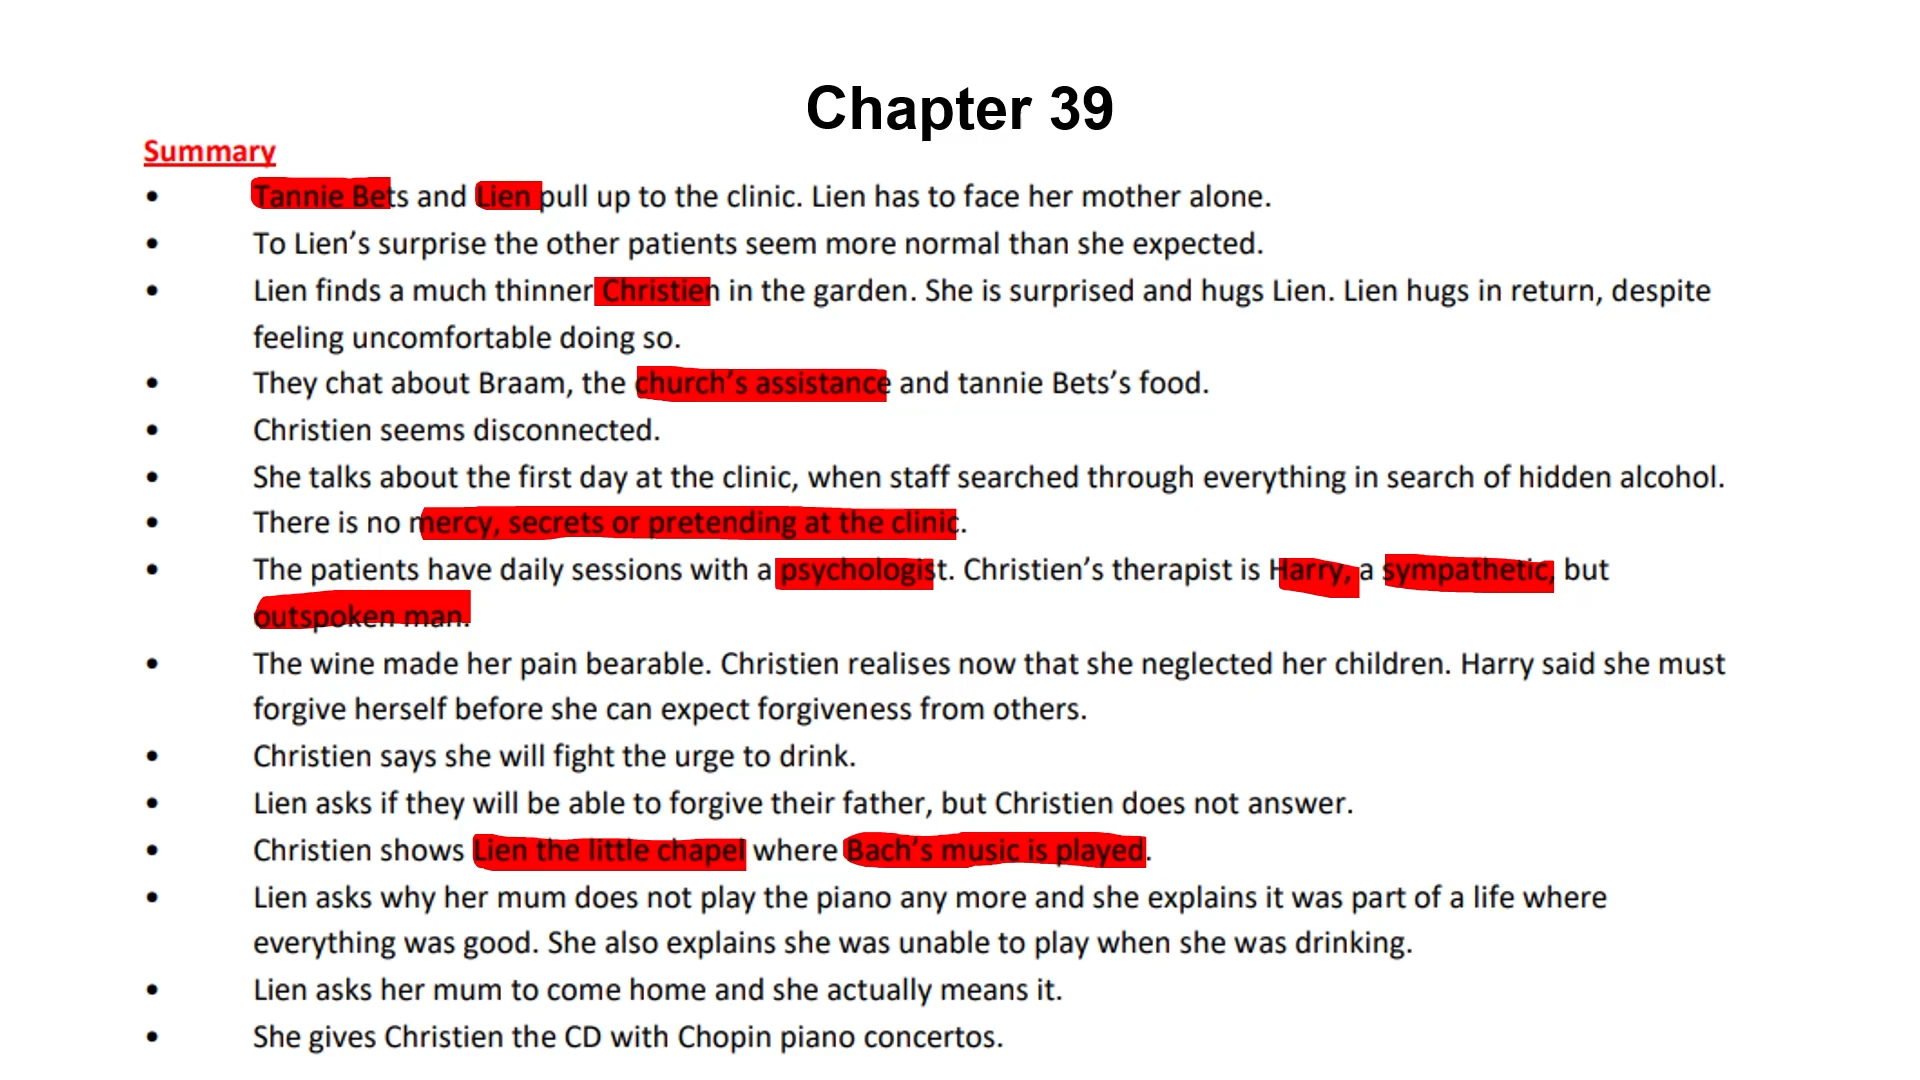 Chapter 39
Summary
• Tannie Bets and Lien pull up to the clinic. Lien has to face her mother alone.
• To Lien’s surprise the other patients seem more normal than she expected.
• Lien finds a much thinner Christien in the garden. She is surprised and hugs Lien. Lien hugs in return, despite
feeling uncomfortable doing so.
• They chat about Braam, the church’s assistance and tannie Bets’s food.
• Christien seems disconnected.
• She talks about the first day at the clinic, when staff searched through everything in search of hidden alcohol.
• There is no mercy, secrets or pretending at the clinic.
• The patients have daily sessions with a psychologist. Christien’s therapist is Harry, a sympathetic, but
outspoken man.
• The wine made her pain bearable. Christien realises now that she neglected her children. Harry said she must
forgive herself before she can expect forgiveness from others.
• Christien says she will fight the urge to drink.
• Lien asks if they will be able to forgive their father, but Christien does not answer.
• Christien shows Lien the little chapel where Bach’s music is played.
• Lien asks why her mum does not play the piano any more and she explains it was part of a life where
everything was good. She also explains she was unable to play when she was drinking.
• Lien asks her mum to come home and she actually means it.
• She gives Christien the CD with Chopin piano concertos.